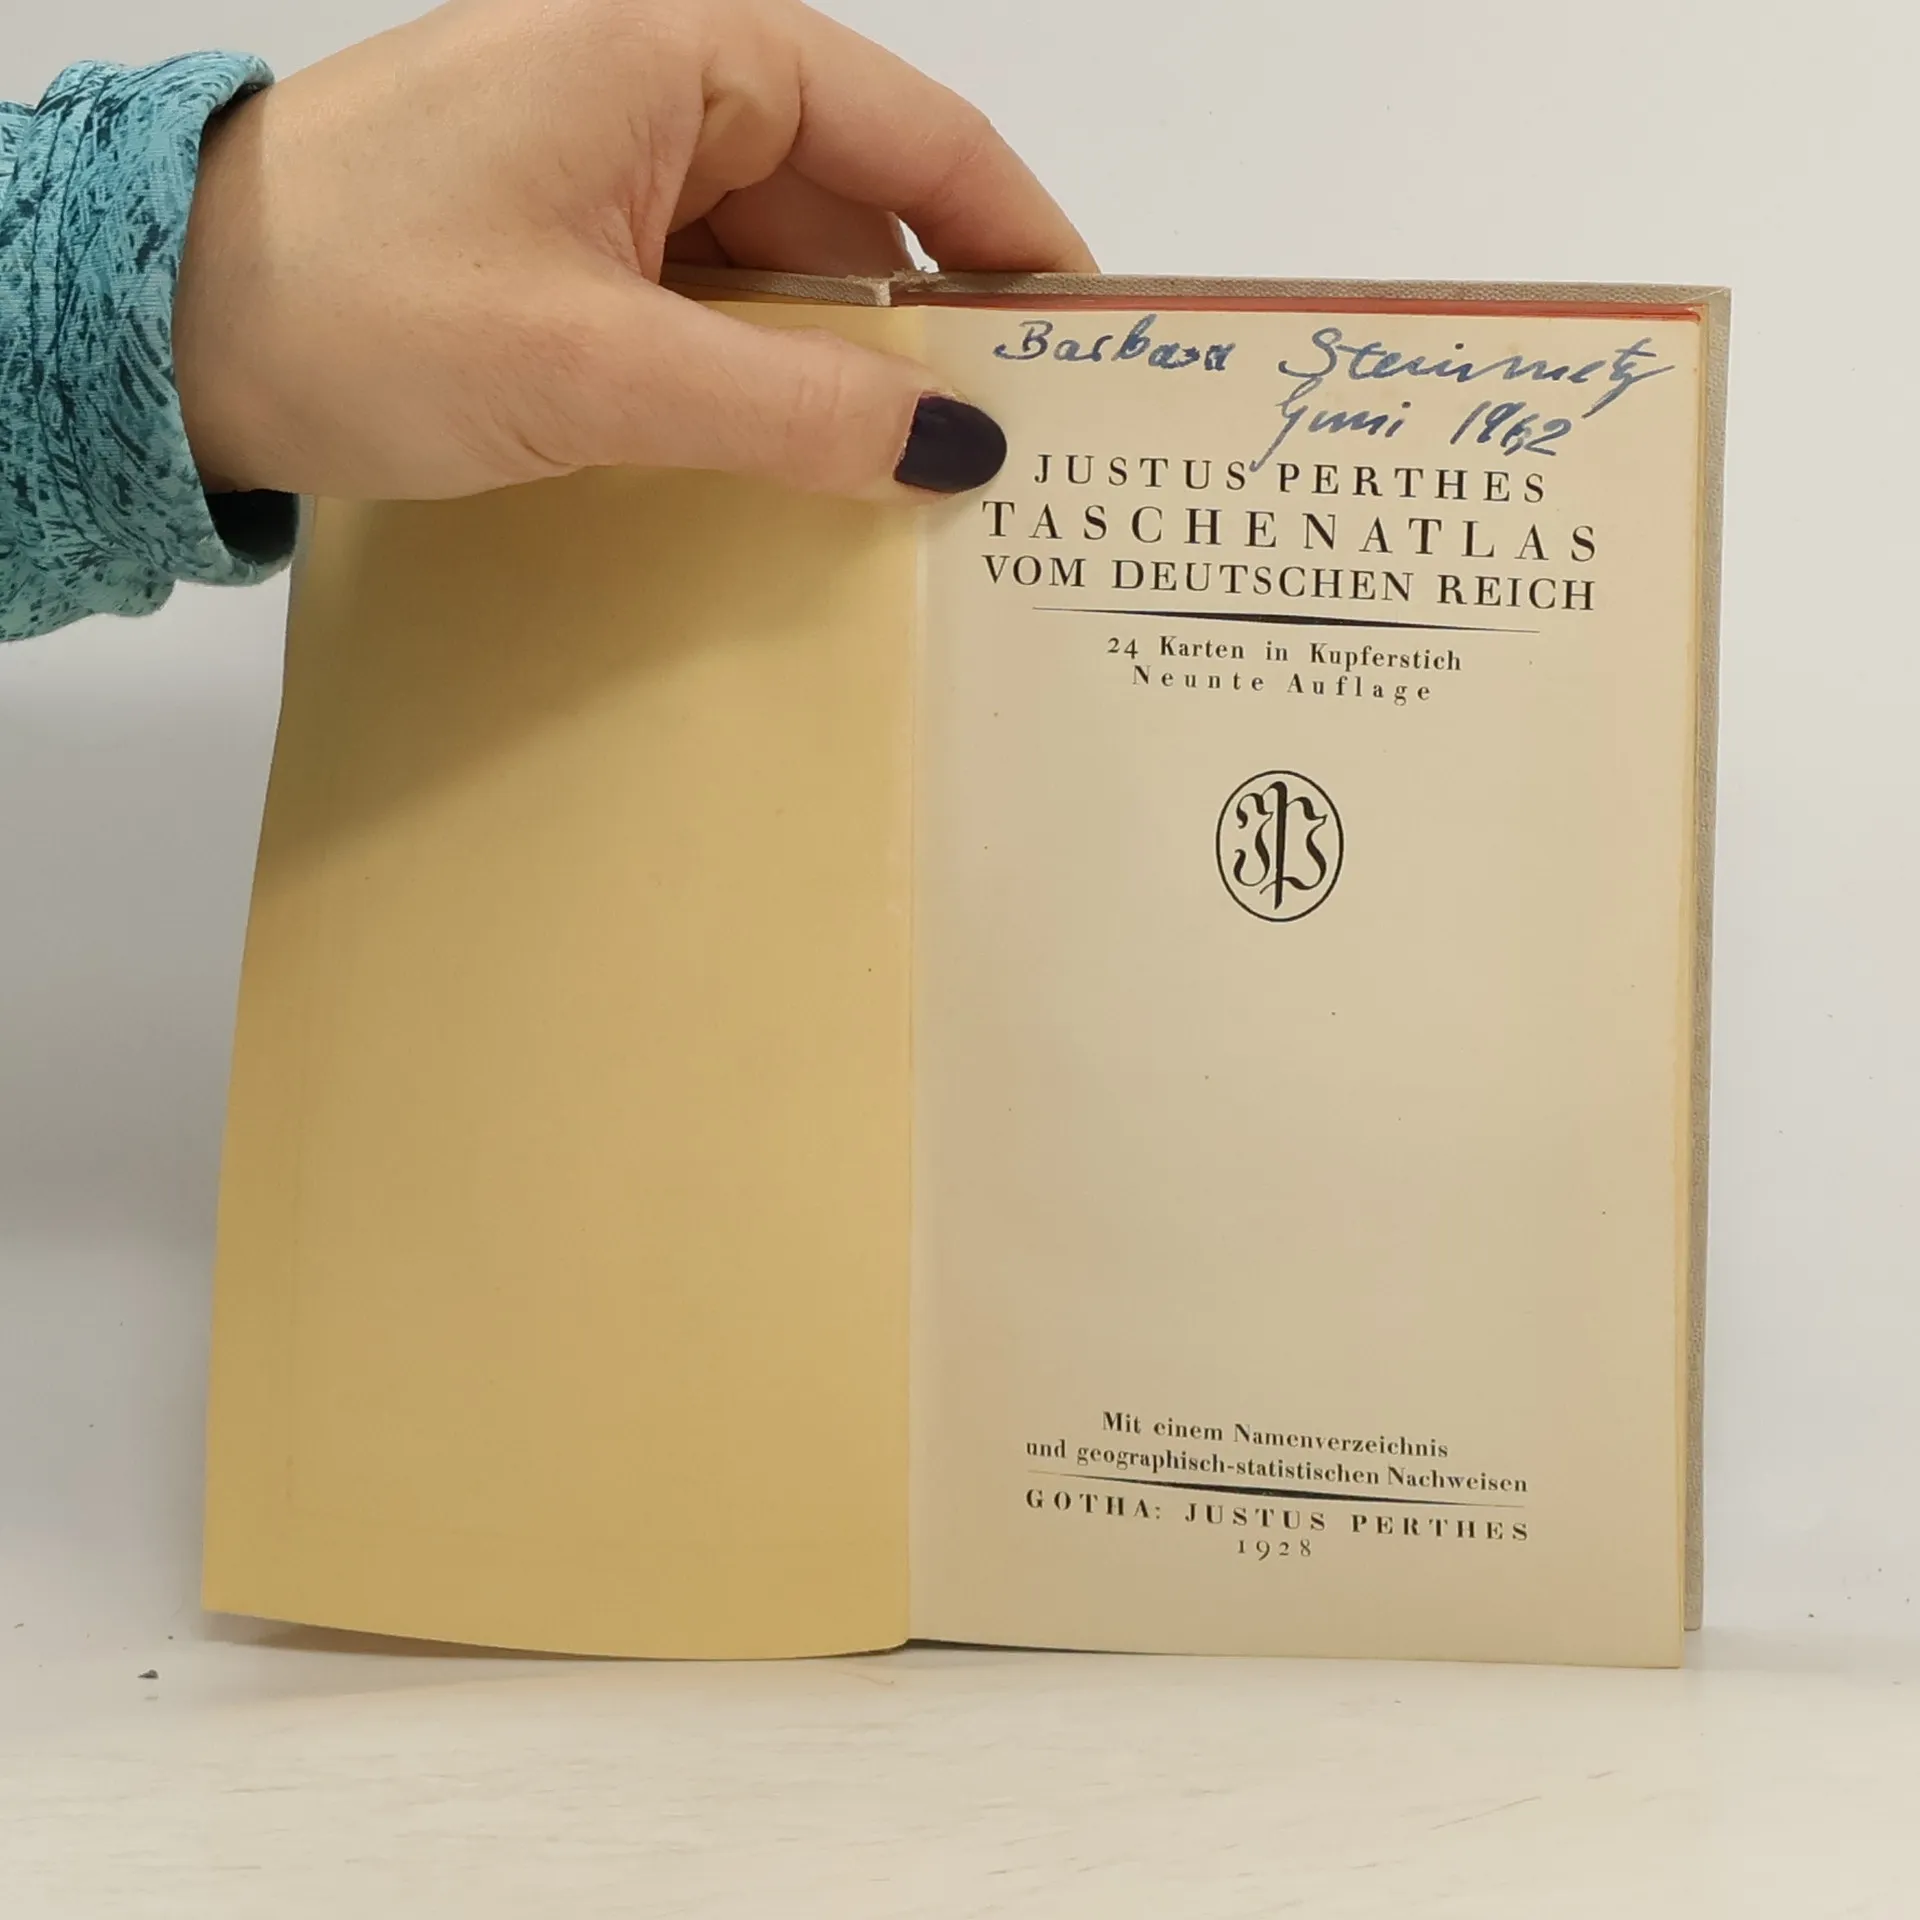 Barbara Steinmetz
Juni 1962
JUSTUS PERTHES
TASCHENATLAS
VOM DEUTSCHEN REICH
24 Karten in Kupferstich
Neunte Auflage
JP
Mit einem Namenverzeichnis
und geographisch-statistischen Nachweisen
GOTHA: JUSTUS PERTHES
1928